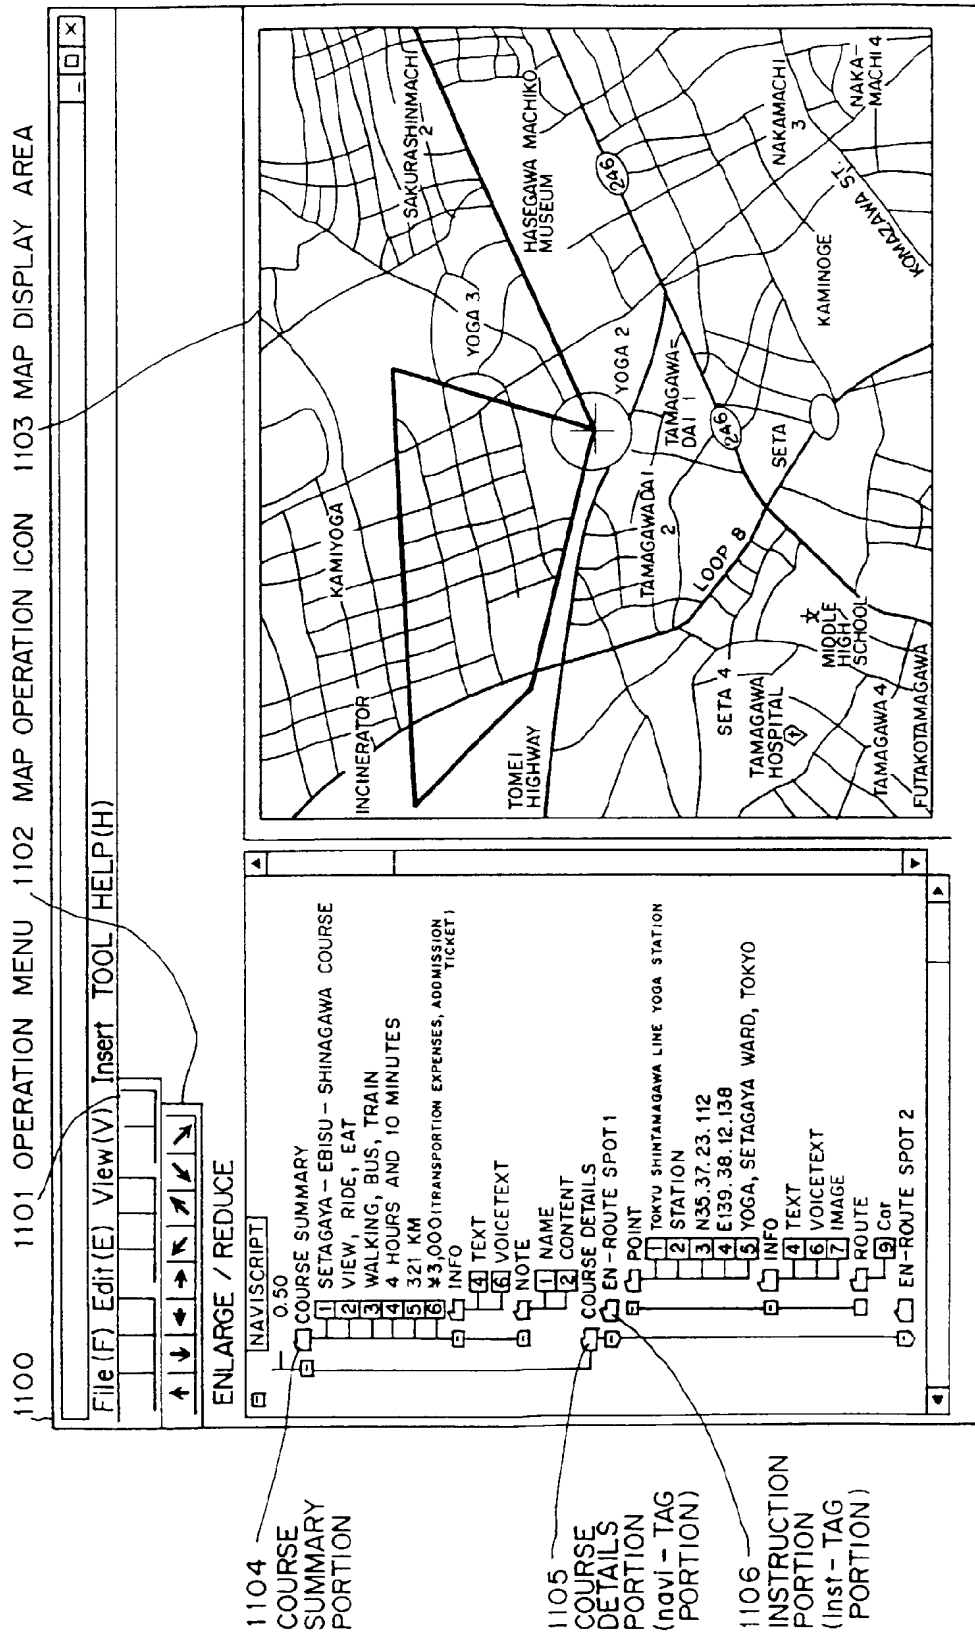 1100
1101 OPERATION MENU
1102 MAP OPERATION ICON
1103 MAP DISPLAY AREA
File(F) Edit(E) View(V) Insert TOOL HELP(H)
ENLARGE / REDUCE
NAVISCRIPT
0.50
COURSE SUMMARY
1 SETAGAYA-EBISU-SHINAGAWA COURSE
2 VIEW, RIDE, EAT
3 WALKING, BUS, TRAIN
4 4 HOURS AND 10 MINUTES
5 321 KM
6 ¥3,000 (TRANSPORTION EXPENSES, ADDMISSION TICKET)
INFO
4 TEXT
6 VOICETEXT
NOTE
1 NAME
2 CONTENT
COURSE DETAILS
EN-ROUTE SPOT 1
POINT
1 TOKYU SHINTAMAGAWA LINE YOGA STATION
2 STATION
3 N35.37.23.112
4 E139.38.12.138
5 YOGA, SETAGAYA WARD, TOKYO
INFO
4 TEXT
6 VOICETEXT
7 IMAGE
ROUTE
9 Car
EN-ROUTE SPOT 2
1104
COURSE
SUMMARY
PORTION
1105
COURSE
DETAILS
PORTION
(navi-TAG
PORTION)
1106
INSTRUCTION
PORTION
(Inst-TAG
PORTION)
INCINERATOR
KAMIYOGA
SAKURASHINMACHI
2
YOGA 3
TOMEI
HIGHWAY
HASEGAWA MACHIKO
MUSEUM
YOGA 2
246
TAMAGAWADAI
2
TAMAGAWA=
DAI 1
LOOP 8
246
SETA 4
SETA
NAKAMACHI
3
TAMAGAWA
HOSPITAL
MIDDLE
HIGH
SCHOOL
KAMINOGE
NAKA-
MACHI 4
TAMAGAWA 4
KOMAZAWA ST.
FUTAKOTAMAGAWA